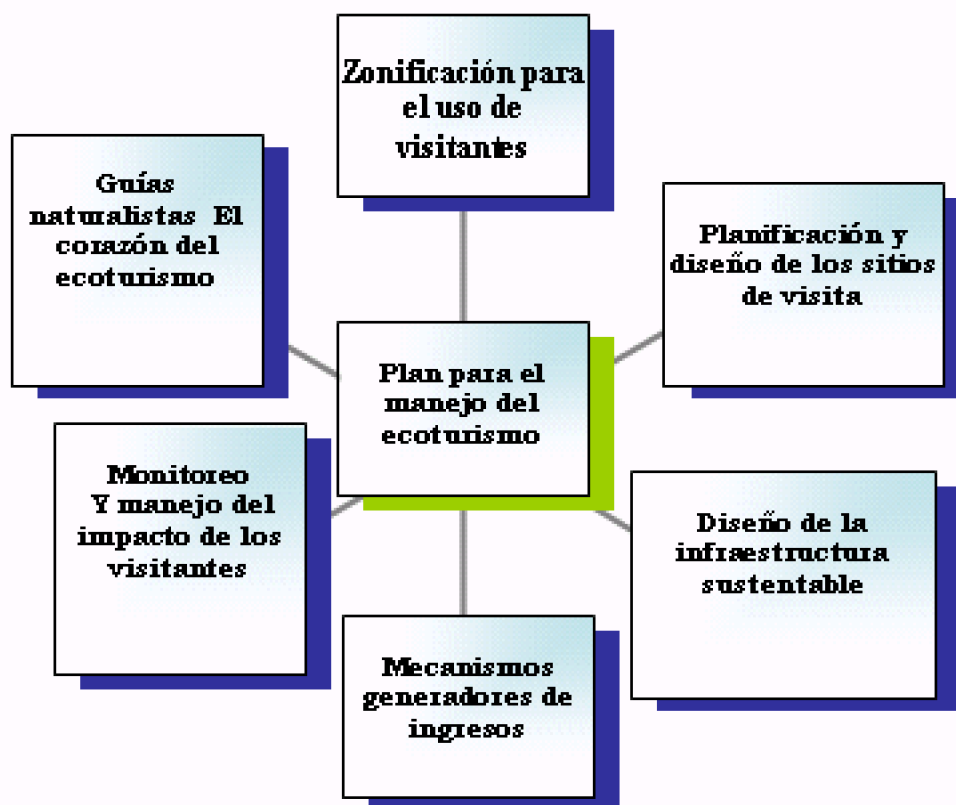 Zonificación para
el uso de
visitantes
Guías
naturalistas El
corazón del
ecoturismo
Planificación y
diseño de los sitios
de visita
Plan para el
manejo del
ecoturismo
Monitoreo
Y manejo del
impacto de los
visitantes
Diseño de la
infraestructura
sustentable
Mecanismos
generadores de
ingresos